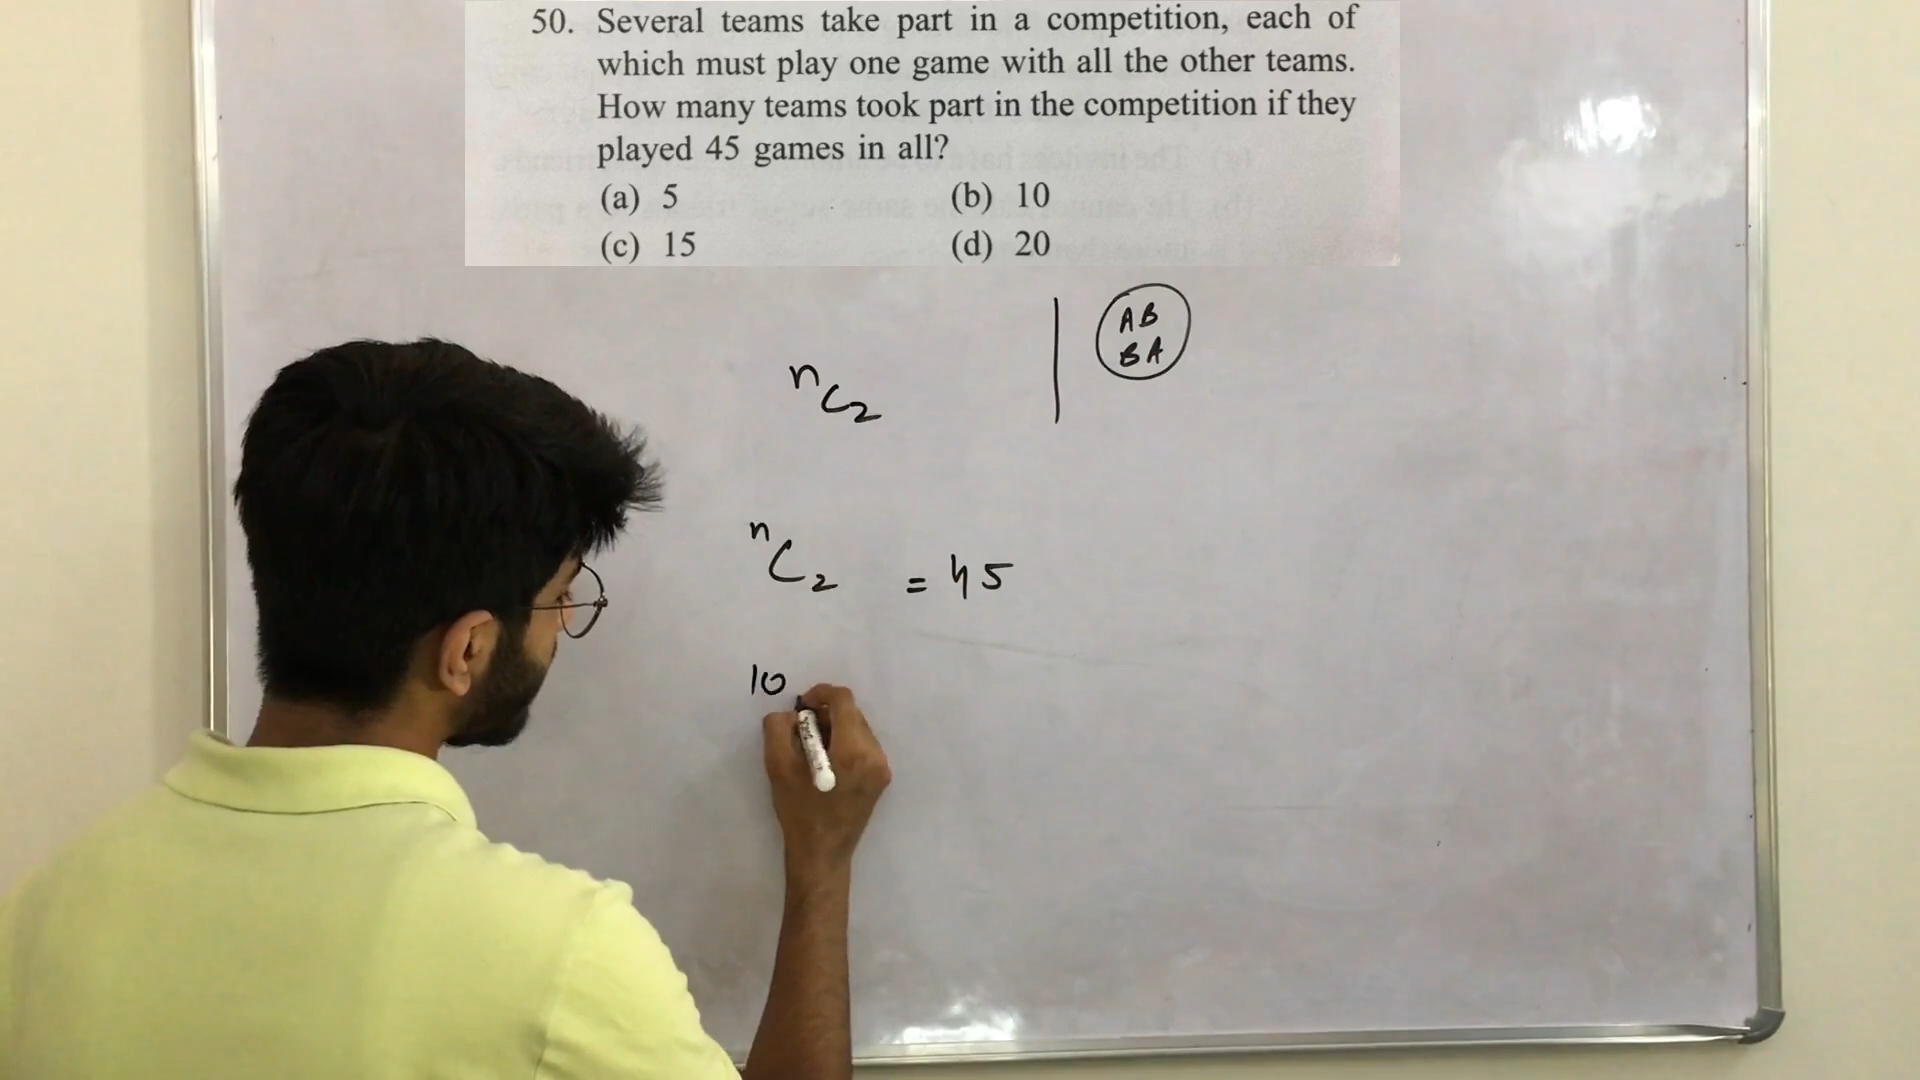 50. Several teams take part in a competition, each of
which must play one game with all the other teams.
How many teams took part in the competition if they
played 45 games in all?
(a) 5 (b) 10
(c) 15 (d) 20
nC2
AB
BA
nC2 = 45
10